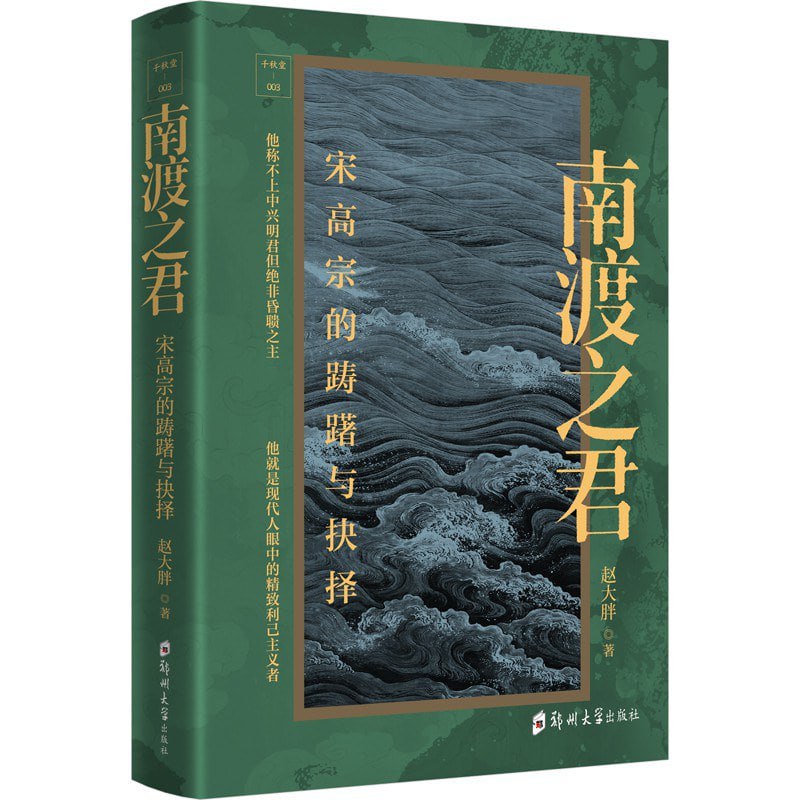 千秋堂
003
南渡之君
宋高宗的踌躇与抉择
赵大胖 ◎ 著
郑州大学出版社
千秋堂
003
他称不上中兴明君但绝非昏聩之主
他就是现代人眼中的精致利己主义者
宋高宗的踌躇与抉择
南渡之君
赵大胖 ◎ 著
郑州大学出版社